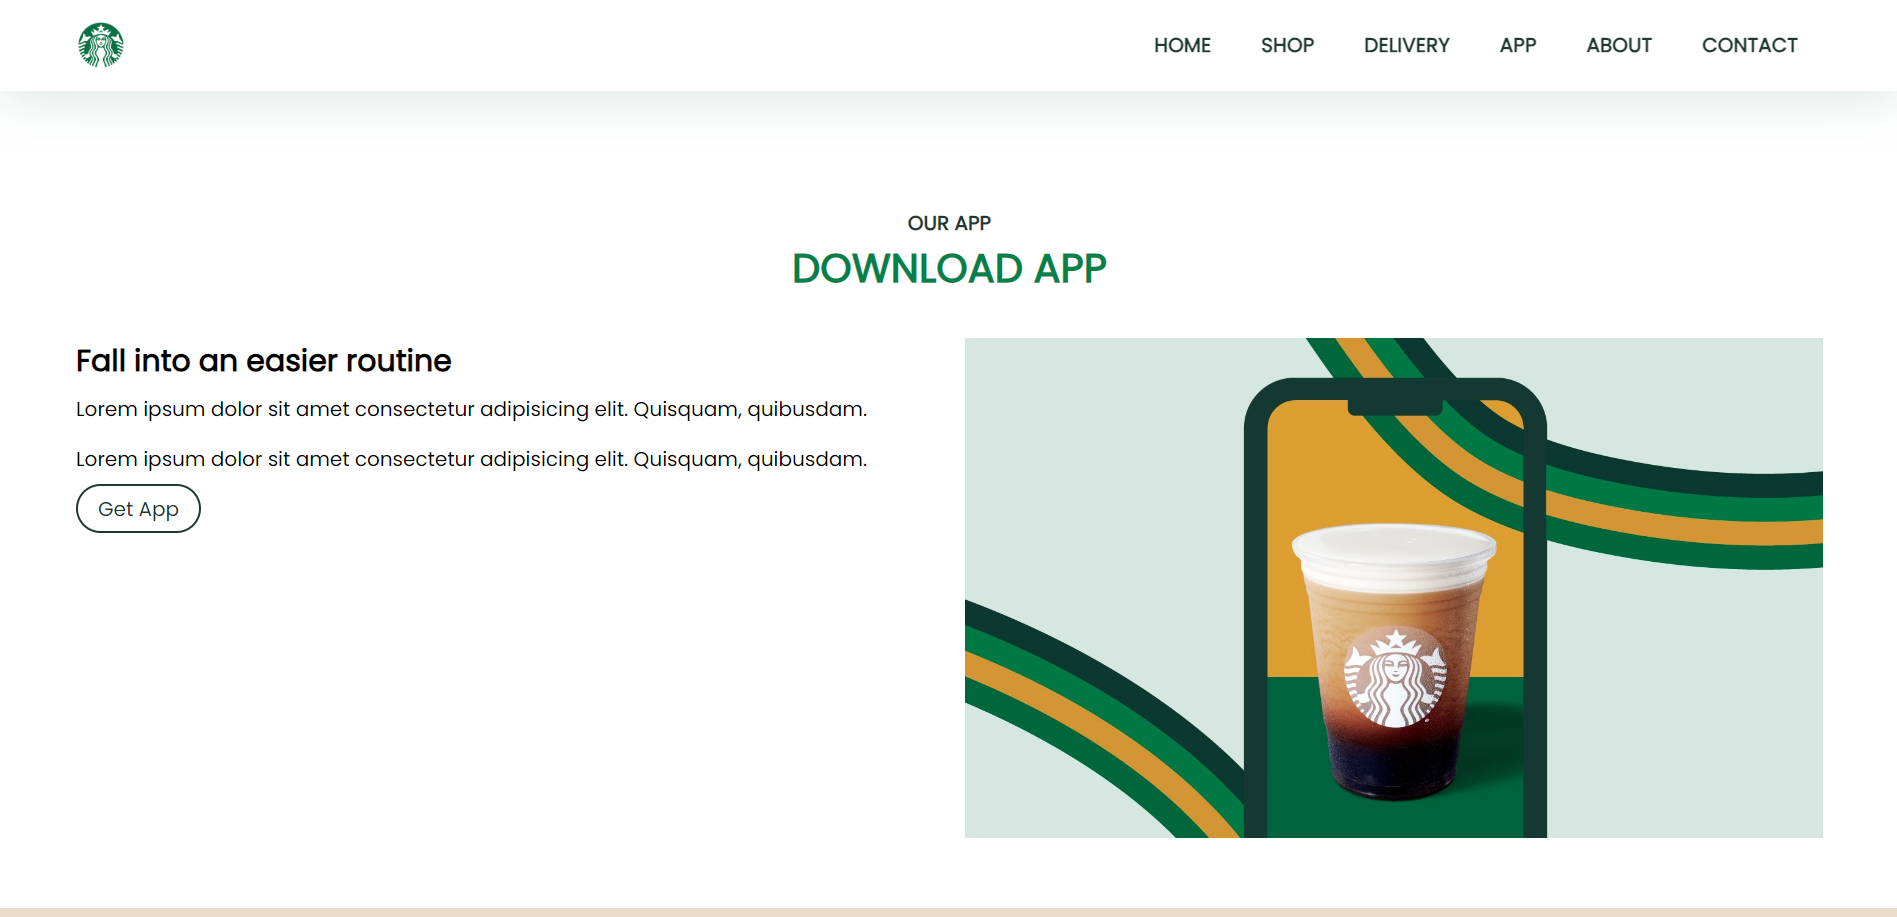 HOME SHOP DELIVERY APP ABOUT CONTACT
OUR APP
DOWNLOAD APP
Fall into an easier routine
Lorem ipsum dolor sit amet consectetur adipisicing elit. Quisquam, quibusdam.
Lorem ipsum dolor sit amet consectetur adipisicing elit. Quisquam, quibusdam.
Get App